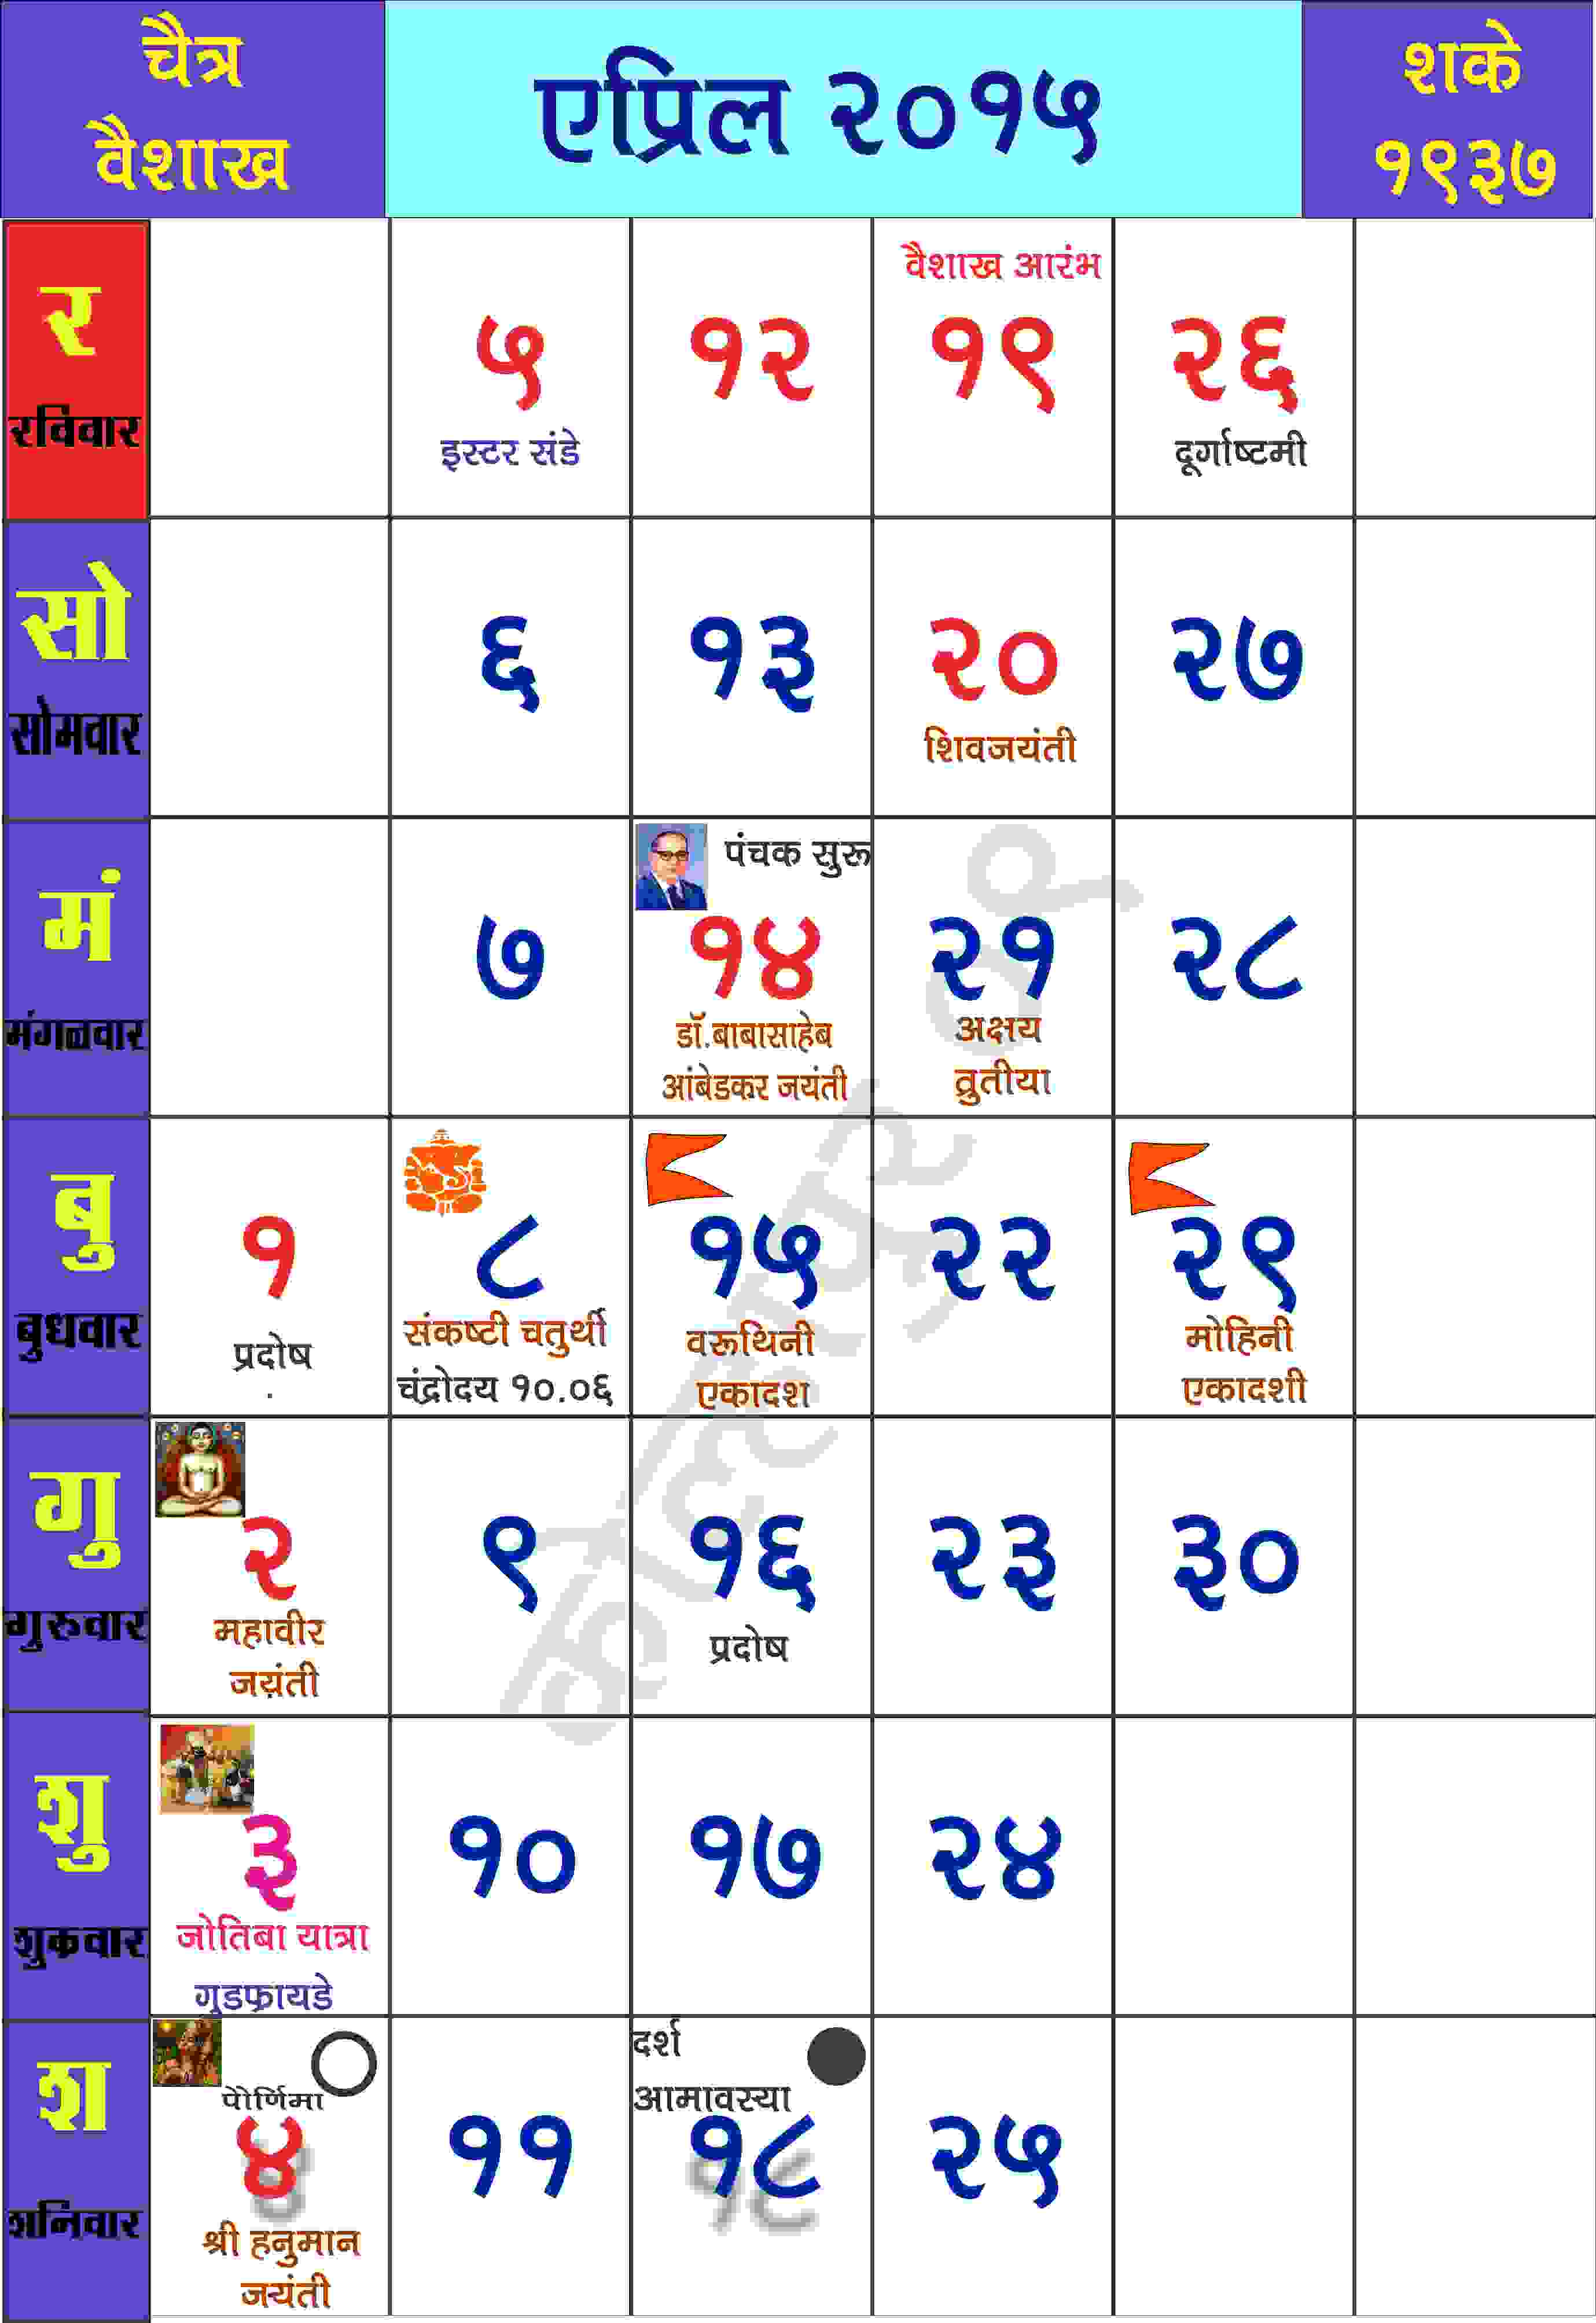 चैत्र
वैशाख
एप्रिल २०१५
शके
१९३७
र
रविवार
५
इस्टर संडे
१२
वैशाख आरंभ
१९
२६
दूर्गाष्टमी
सो
सोमवार
६
१३
२०
शिवजयंती
२७
मं
मंगळवार
७
पंचक सुरू
१४
डॉ.बाबासाहेब
आंबेडकर जयंती
२१
अक्षय
त्रुतीया
२८
बु
बुधवार
१
प्रदोष
८
संकष्टी चतुर्थी
चंद्रोदय १०.०६
१५
वरूथिनी
एकादश
२२
२९
मोहिनी
एकादशी
गु
गुरुवार
२
महावीर
जयंती
९
१६
प्रदोष
२३
३०
शु
शुक्रवार
३
जोतिबा यात्रा
गुडफ्रायडे
१०
१७
२४
श
शनिवार
पौर्णिमा
४
श्री हनुमान
जयंती
११
दर्श
आमावस्या
१८
२५